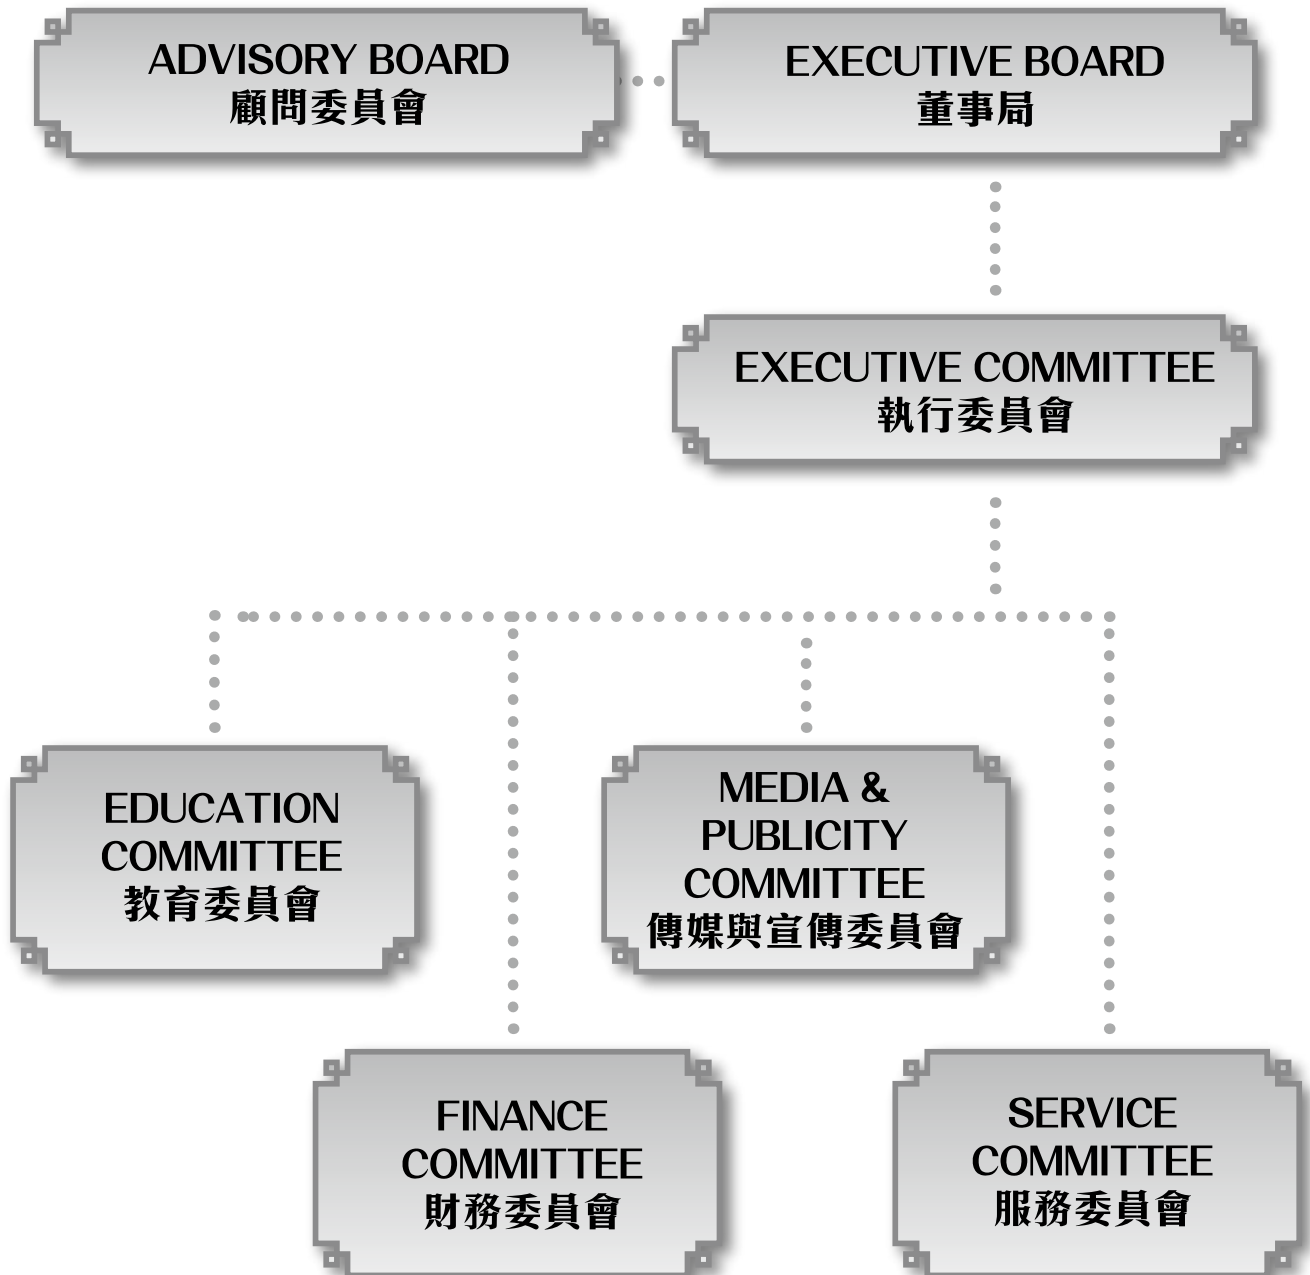 ADVISORY BOARD
顧問委員會
EXECUTIVE BOARD
董事局
EXECUTIVE COMMITTEE
執行委員會
EDUCATION
COMMITTEE
教育委員會
MEDIA &
PUBLICITY
COMMITTEE
傳媒與宣傳委員會
FINANCE
COMMITTEE
財務委員會
SERVICE
COMMITTEE
服務委員會